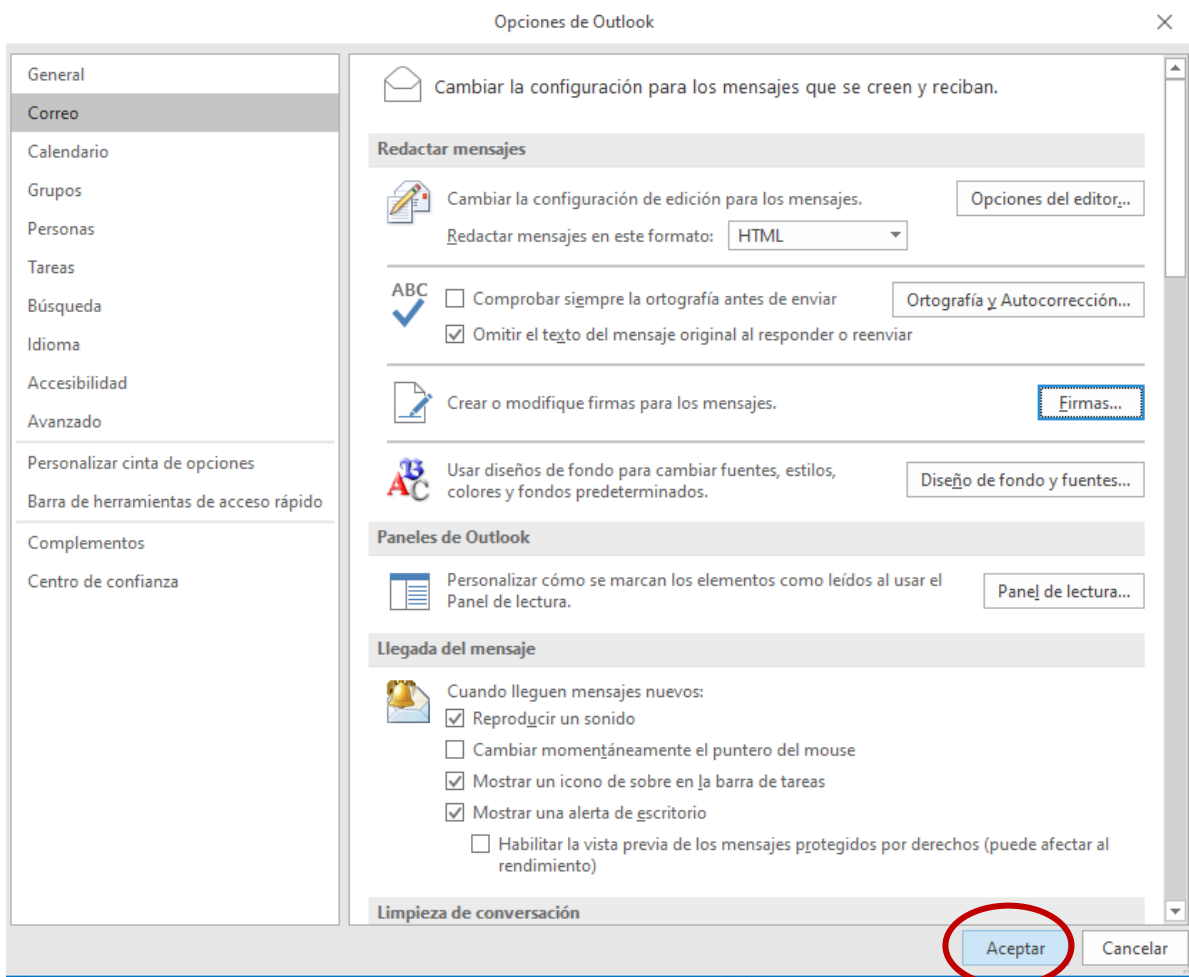 Opciones de Outlook
General
Correo
Calendario
Grupos
Personas
Tareas
Búsqueda
Idioma
Accesibilidad
Avanzado
Personalizar cinta de opciones
Barra de herramientas de acceso rápido
Complementos
Centro de confianza
Cambiar la configuración para los mensajes que se creen y reciban.
Redactar mensajes
Cambiar la configuración de edición para los mensajes.
Opciones del editor...
Redactar mensajes en este formato: HTML
ABC
Comprobar siempre la ortografía antes de enviar
Ortografía y Autocorrección...
Omitir el texto del mensaje original al responder o reenviar
Crear o modifique firmas para los mensajes.
Firmas...
Usar diseños de fondo para cambiar fuentes, estilos,
colores y fondos predeterminados.
Diseño de fondo y fuentes...
Paneles de Outlook
Personalizar cómo se marcan los elementos como leídos al usar el
Panel de lectura.
Panel de lectura...
Llegada del mensaje
Cuando lleguen mensajes nuevos:
Reproducir un sonido
Cambiar momentáneamente el puntero del mouse
Mostrar un icono de sobre en la barra de tareas
Mostrar una alerta de escritorio
Habilitar la vista previa de los mensajes protegidos por derechos (puede afectar al
rendimiento)
Limpieza de conversación
Aceptar
Cancelar